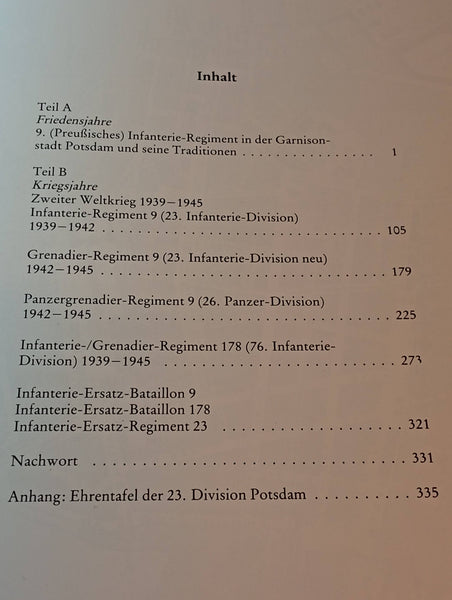 Inhalt
Teil A
Friedensjahre
9. (Preußisches) Infanterie-Regiment in der Garnison-
stadt Potsdam und seine Traditionen . . . . . . . . . . . . . . . . 1
Teil B
Kriegsjahre
Zweiter Weltkrieg 1939–1945
Infanterie-Regiment 9 (23. Infanterie-Division)
1939–1942 . . . . . . . . . . . . . . . . . . . . . . . . . . . . . . . . . 105
Grenadier-Regiment 9 (23. Infanterie-Division neu)
1942–1945 . . . . . . . . . . . . . . . . . . . . . . . . . . . . . . . . . 179
Panzergrenadier-Regiment 9 (26. Panzer-Division)
1942–1945 . . . . . . . . . . . . . . . . . . . . . . . . . . . . . . . . . 225
Infanterie-/Grenadier-Regiment 178 (76. Infanterie-
Division) 1939–1945 . . . . . . . . . . . . . . . . . . . . . . . . . 273
Infanterie-Ersatz-Bataillon 9
Infanterie-Ersatz-Bataillon 178
Infanterie-Ersatz-Regiment 23 . . . . . . . . . . . . . . . . . . . 321
Nachwort . . . . . . . . . . . . . . . . . . . . . . . . . . . . . . . . . 331
Anhang: Ehrentafel der 23. Division Potsdam . . . . . . . . . . 335